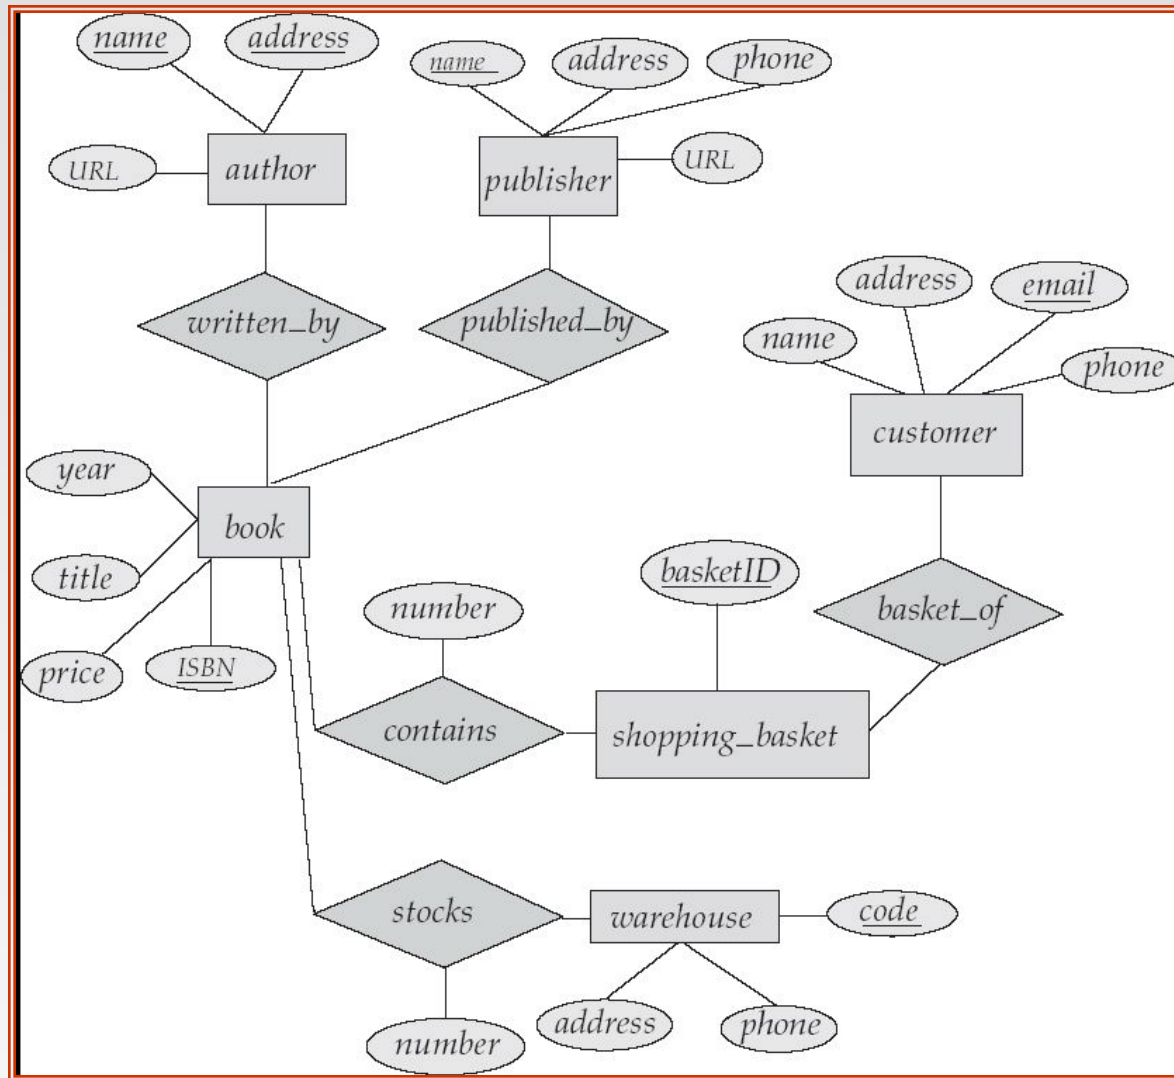 name
address
name
address
phone
URL
author
publisher
URL
written_by
published_by
address
email
name
phone
customer
year
book
title
price
ISBN
number
basketID
basket_of
contains
shopping_basket
stocks
warehouse
code
number
address
phone